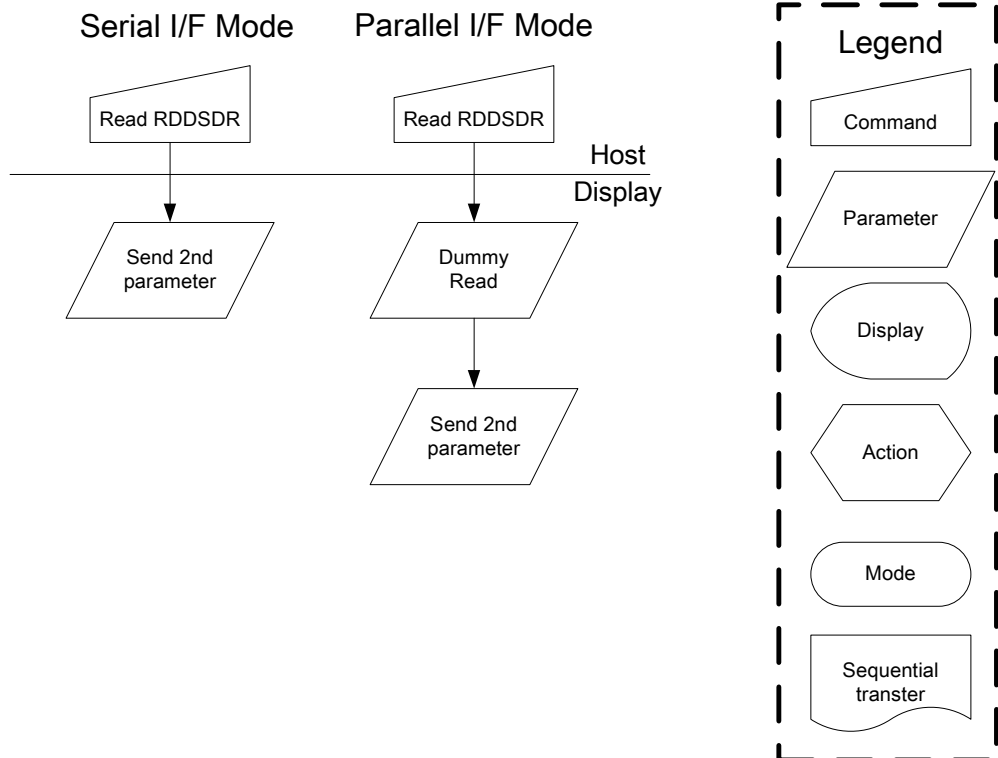 Serial I/F Mode
Parallel I/F Mode
Read RDDSDR
Read RDDSDR
Host
Display
Send 2nd
parameter
Dummy
Read
Send 2nd
parameter
Legend
Command
Parameter
Display
Action
Mode
Sequential
transter